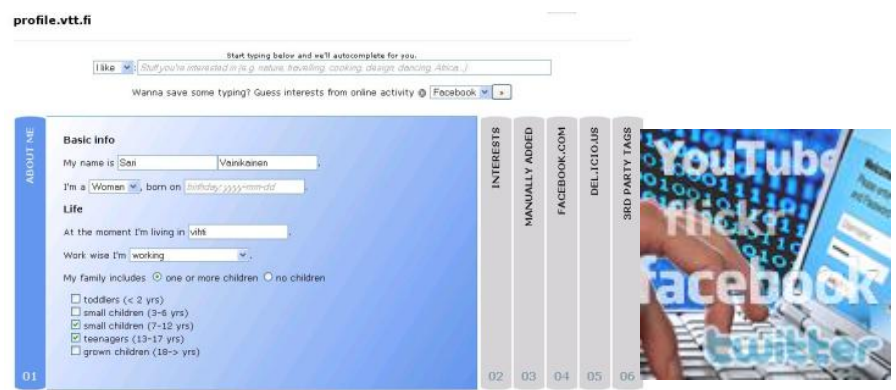 profile.vtt.fi
Start typing below and we'll autocomplete for you.
I like : Stuff you're interested in (e.g. nature, travelling, cooking, design, dancing, Africa...)
Wanna save some typing? Guess interests from online activity @ Facebook »
ABOUT ME
01
Basic info
My name is Sari Vainikainen .
I'm a Woman , born on birthday: yyyy-mm-dd .
Life
At the moment I'm living in vihti .
Work wise I'm working .
My family includes one or more children no children
toddlers (< 2 yrs)
small children (3-6 yrs)
small children (7-12 yrs)
teenagers (13-17 yrs)
grown children (18-> yrs)
INTERESTS
02
MANUALLY ADDED
03
FACEBOOK.COM
04
DEL.ICIO.US
05
3RD PARTY TAGS
06
YouTube
flickr
facebook
twitter
Welcome
Username